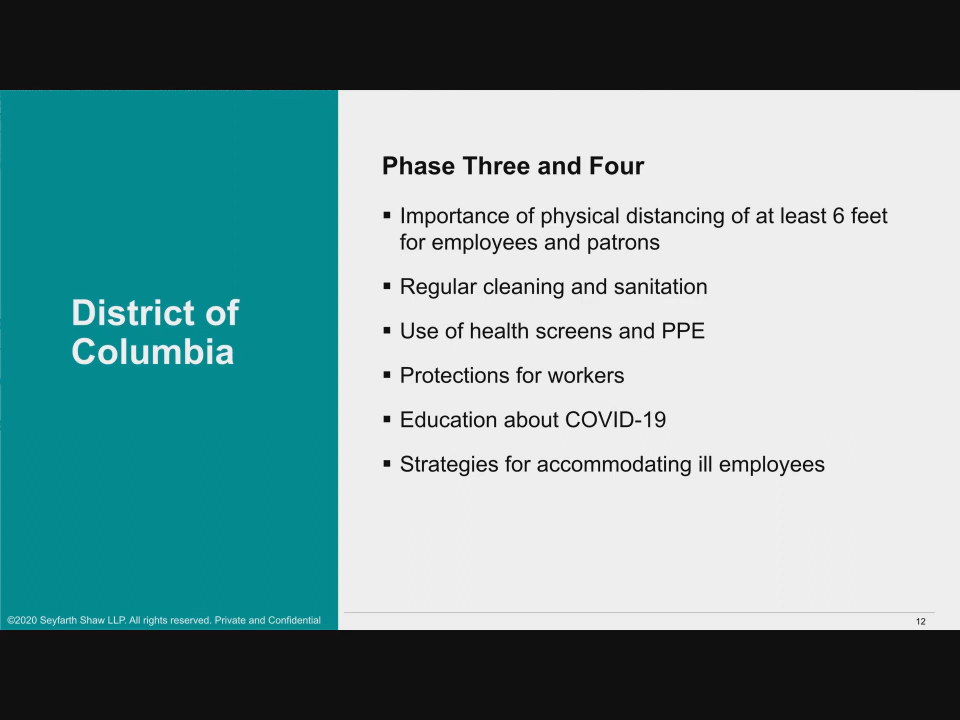 District of
Columbia
Phase Three and Four
▪ Importance of physical distancing of at least 6 feet
for employees and patrons
▪ Regular cleaning and sanitation
▪ Use of health screens and PPE
▪ Protections for workers
▪ Education about COVID-19
▪ Strategies for accommodating ill employees
©2020 Seyfarth Shaw LLP. All rights reserved. Private and Confidential
12